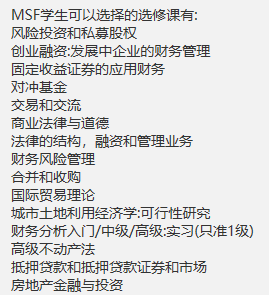 MSF学生可以选择的选修课有:
风险投资和私募股权
创业融资:发展中企业的财务管理
固定收益证券的应用财务
对冲基金
交易和交流
商业法律与道德
法律的结构，融资和管理业务
财务风险管理
合并和收购
国际贸易理论
城市土地利用经济学:可行性研究
财务分析入门/中级/高级:实习(只准1级)
高级不动产法
抵押贷款和抵押贷款证券和市场
房地产金融与投资